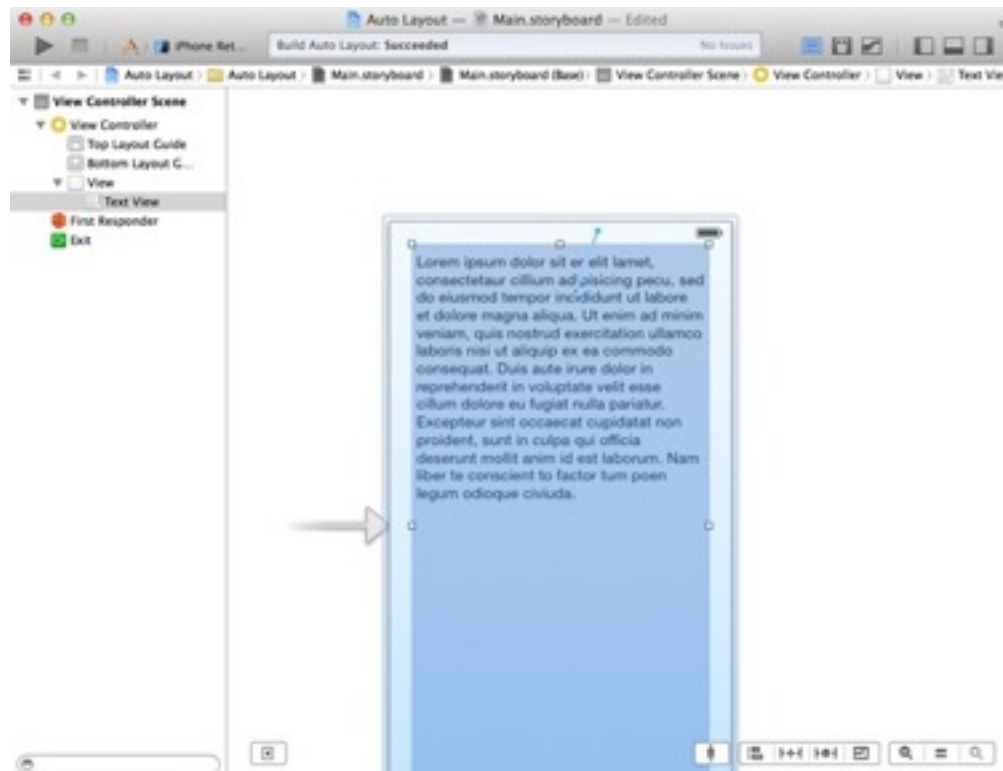 Auto Layout — Main.storyboard — Edited
iPhone Ret...
Build Auto Layout: Succeeded
No Issues
Auto Layout
Auto Layout
Main.storyboard
Main.storyboard (Base)
View Controller Scene
View Controller
View
Text Vie
View Controller Scene
View Controller
Top Layout Guide
Bottom Layout G...
View
Text View
First Responder
Exit
Lorem ipsum dolor sit er elit lamet,
consectetaur cillium adipisicing pecu, sed
do eiusmod tempor incididunt ut labore
et dolore magna aliqua. Ut enim ad minim
veniam, quis nostrud exercitation ullamco
laboris nisi ut aliquip ex ea commodo
consequat. Duis aute irure dolor in
reprehenderit in voluptate velit esse
cillum dolore eu fugiat nulla pariatur.
Excepteur sint occaecat cupidatat non
proident, sunt in culpa qui officia
deserunt mollit anim id est laborum. Nam
liber te conscient to factor tum poen
legum odioque civiuda.